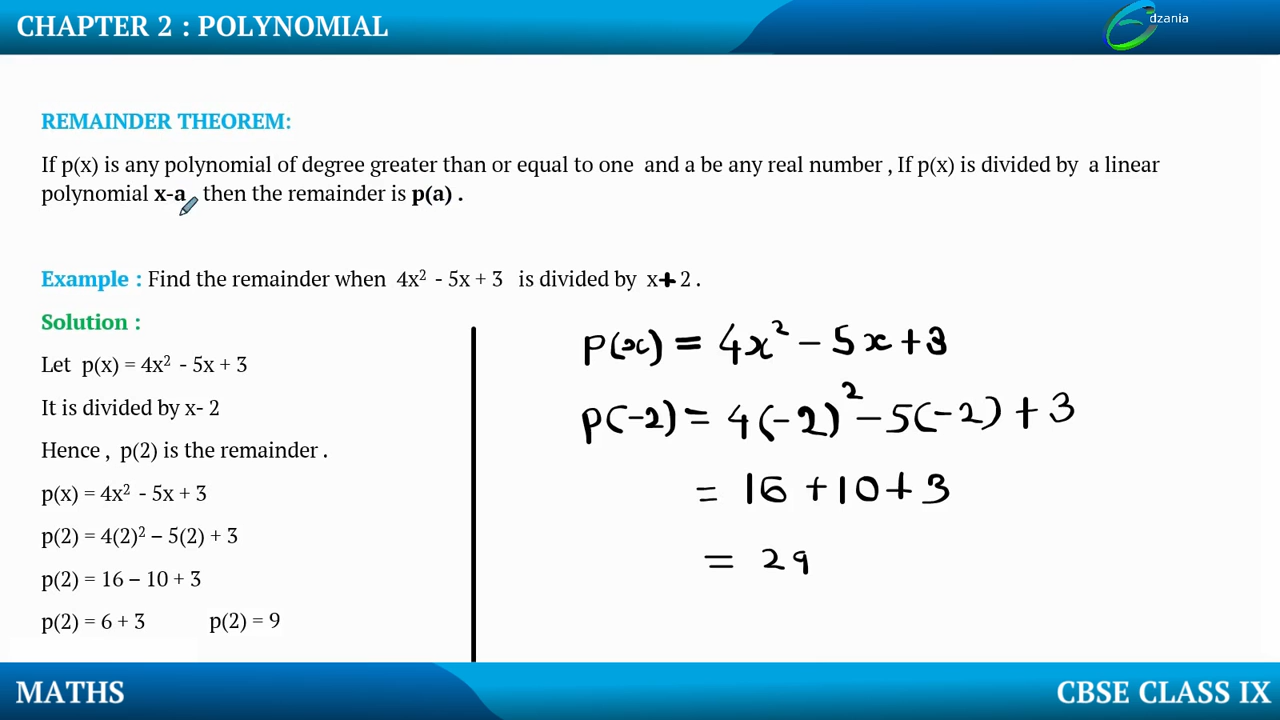 CHAPTER 2 : POLYNOMIAL
dzania
REMAINDER THEOREM:
If p(x) is any polynomial of degree greater than or equal to one and a be any real number , If p(x) is divided by a linear
polynomial x-a then the remainder is p(a) .
Example : Find the remainder when 4x² - 5x + 3 is divided by x+2 .
Solution :
Let p(x) = 4x² - 5x + 3
It is divided by x- 2
Hence , p(2) is the remainder .
p(x) = 4x² - 5x + 3
p(2) = 4(2)² – 5(2) + 3
p(2) = 16 – 10 + 3
p(2) = 6 + 3 p(2) = 9
p(x) = 4x² - 5x + 3
p(-2) = 4(-2)² - 5(-2) + 3
= 16 + 10 + 3
= 29
MATHS
CBSE CLASS IX